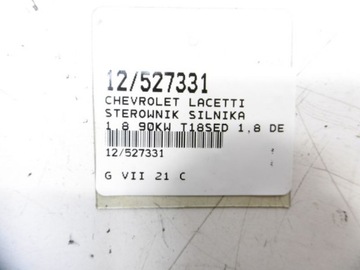 12/527331
CHEVROLET LACETTI
STEROWNIK SILNIKA
1.8 90KW T18SED 1.8 DE
12/527331
G VII 21 C